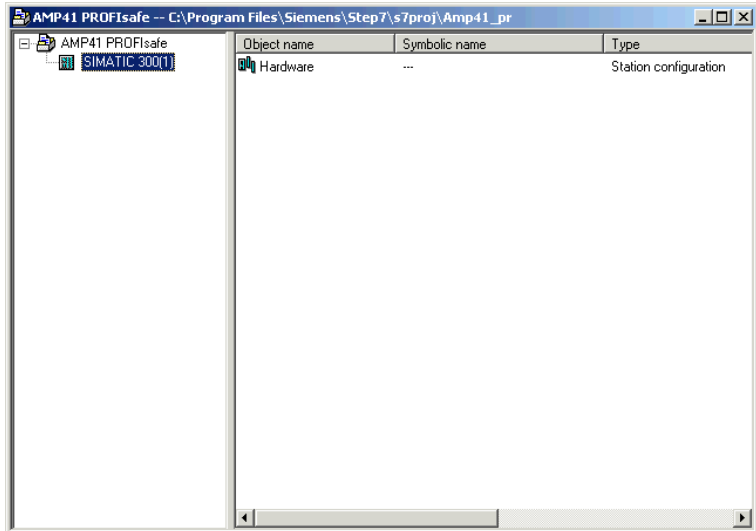 AMP41 PROFIsafe -- C:\Program Files\Siemens\Step7\s7proj\Amp41_pr
AMP41 PROFIsafe
SIMATIC 300(1)
Object name Symbolic name Type
Hardware --- Station configuration